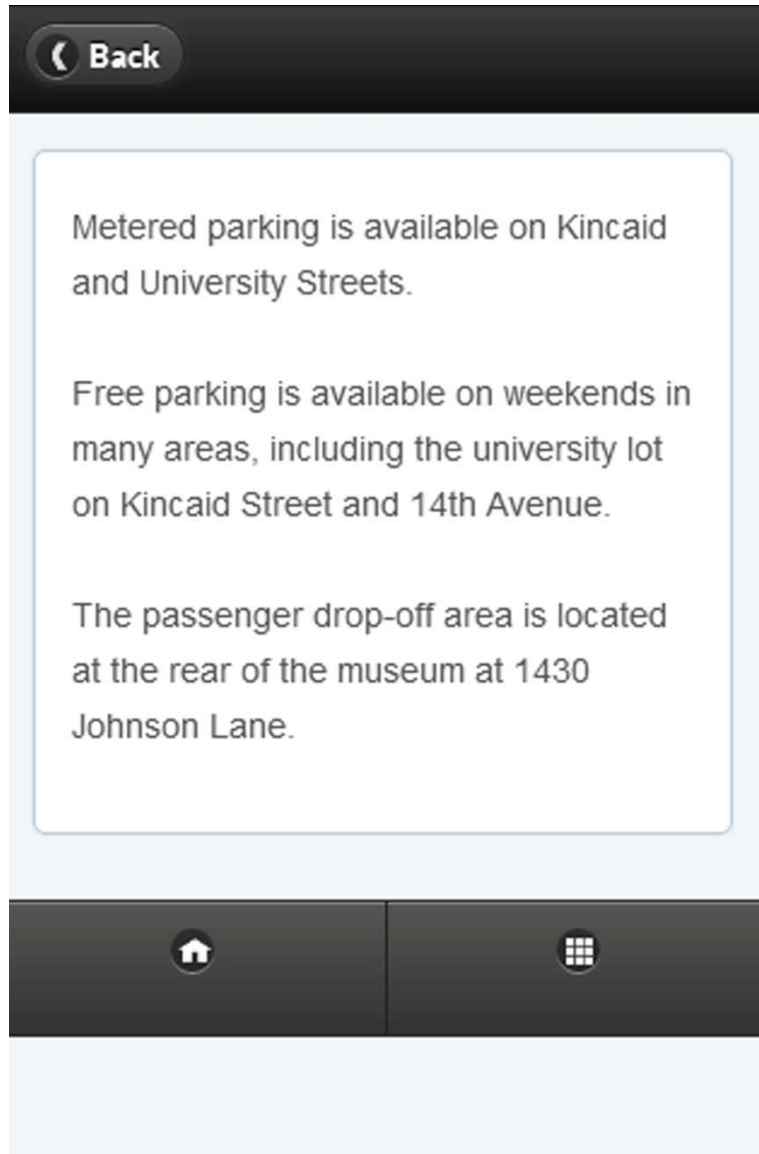 Back
Metered parking is available on Kincaid
and University Streets.
Free parking is available on weekends in
many areas, including the university lot
on Kincaid Street and 14th Avenue.
The passenger drop-off area is located
at the rear of the museum at 1430
Johnson Lane.